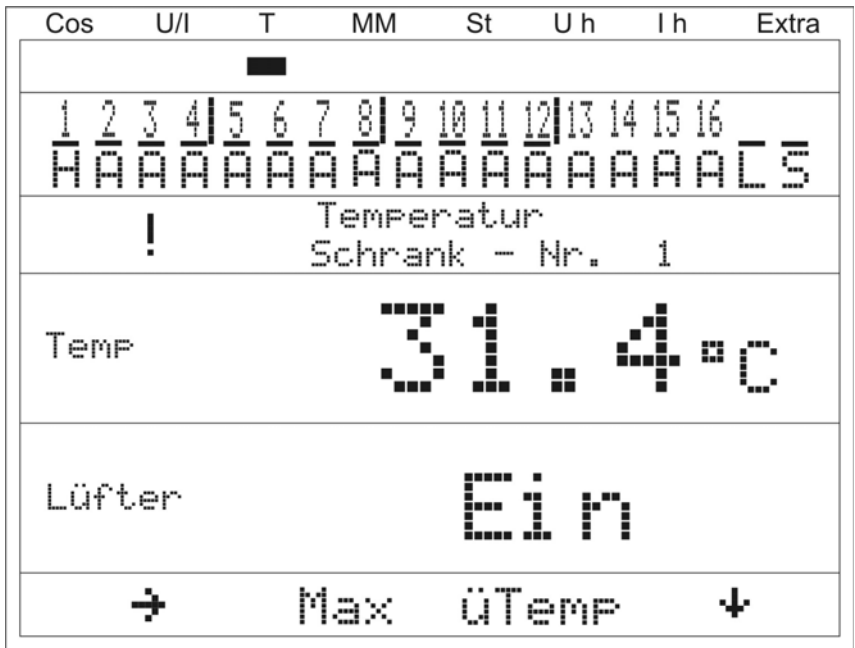 Cos U/I T MM St U h I h Extra
1 2 3 4 5 6 7 8 9 10 11 12 13 14 15 16
H A A A A A A A A A A A A A A A L S
! Temperatur
Schrank - Nr. 1
Temp 31.4°C
Lüfter Ein
→ Max üTemp ↓